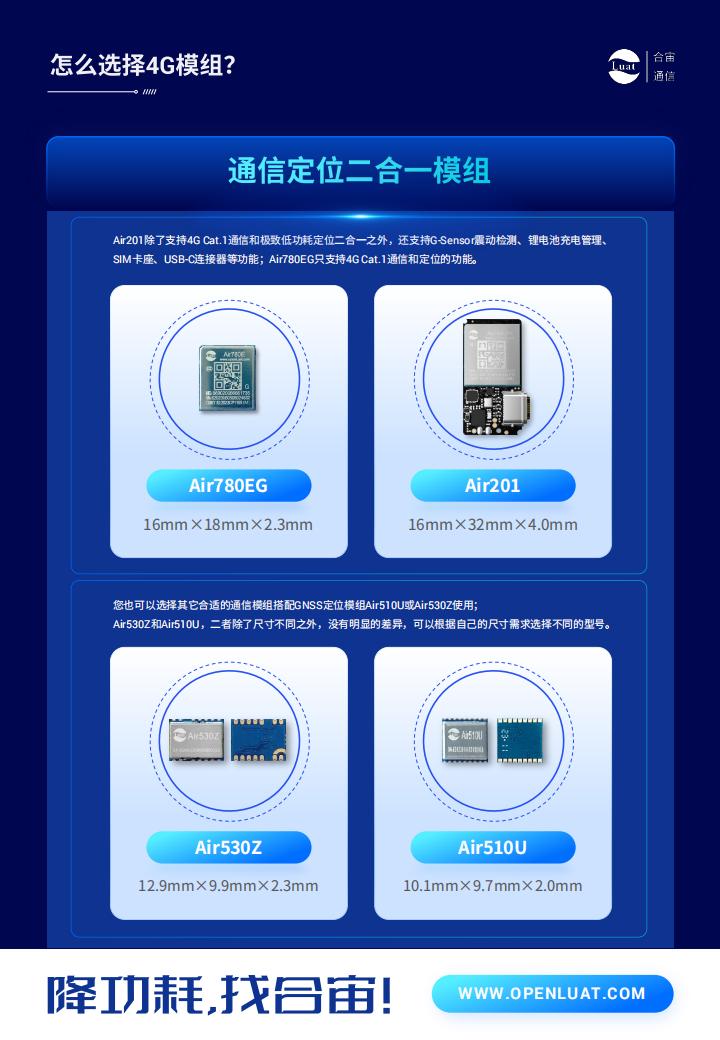 怎么选择4G模组?
Luat
合宙
通信
通信定位二合一模组
Air201除了支持4G Cat.1通信和极致低功耗定位二合一之外，还支持G-Sensor震动检测、锂电池充电管理、
SIM卡座、USB-C连接器等功能；Air780EG只支持4G Cat.1通信和定位的功能。
Air780E
G
Air780EG
16mm×18mm×2.3mm
Air201
16mm×32mm×4.0mm
您也可以选择其它合适的通信模组搭配GNSS定位模组Air510U或Air530Z使用；
Air530Z和Air510U，二者除了尺寸不同之外，没有明显的差异，可以根据自己的尺寸需求选择不同的型号。
Air530Z
Air510U
Air530Z
12.9mm×9.9mm×2.3mm
Air510U
10.1mm×9.7mm×2.0mm
降功耗,找合宙!
WWW.OPENLUAT.COM